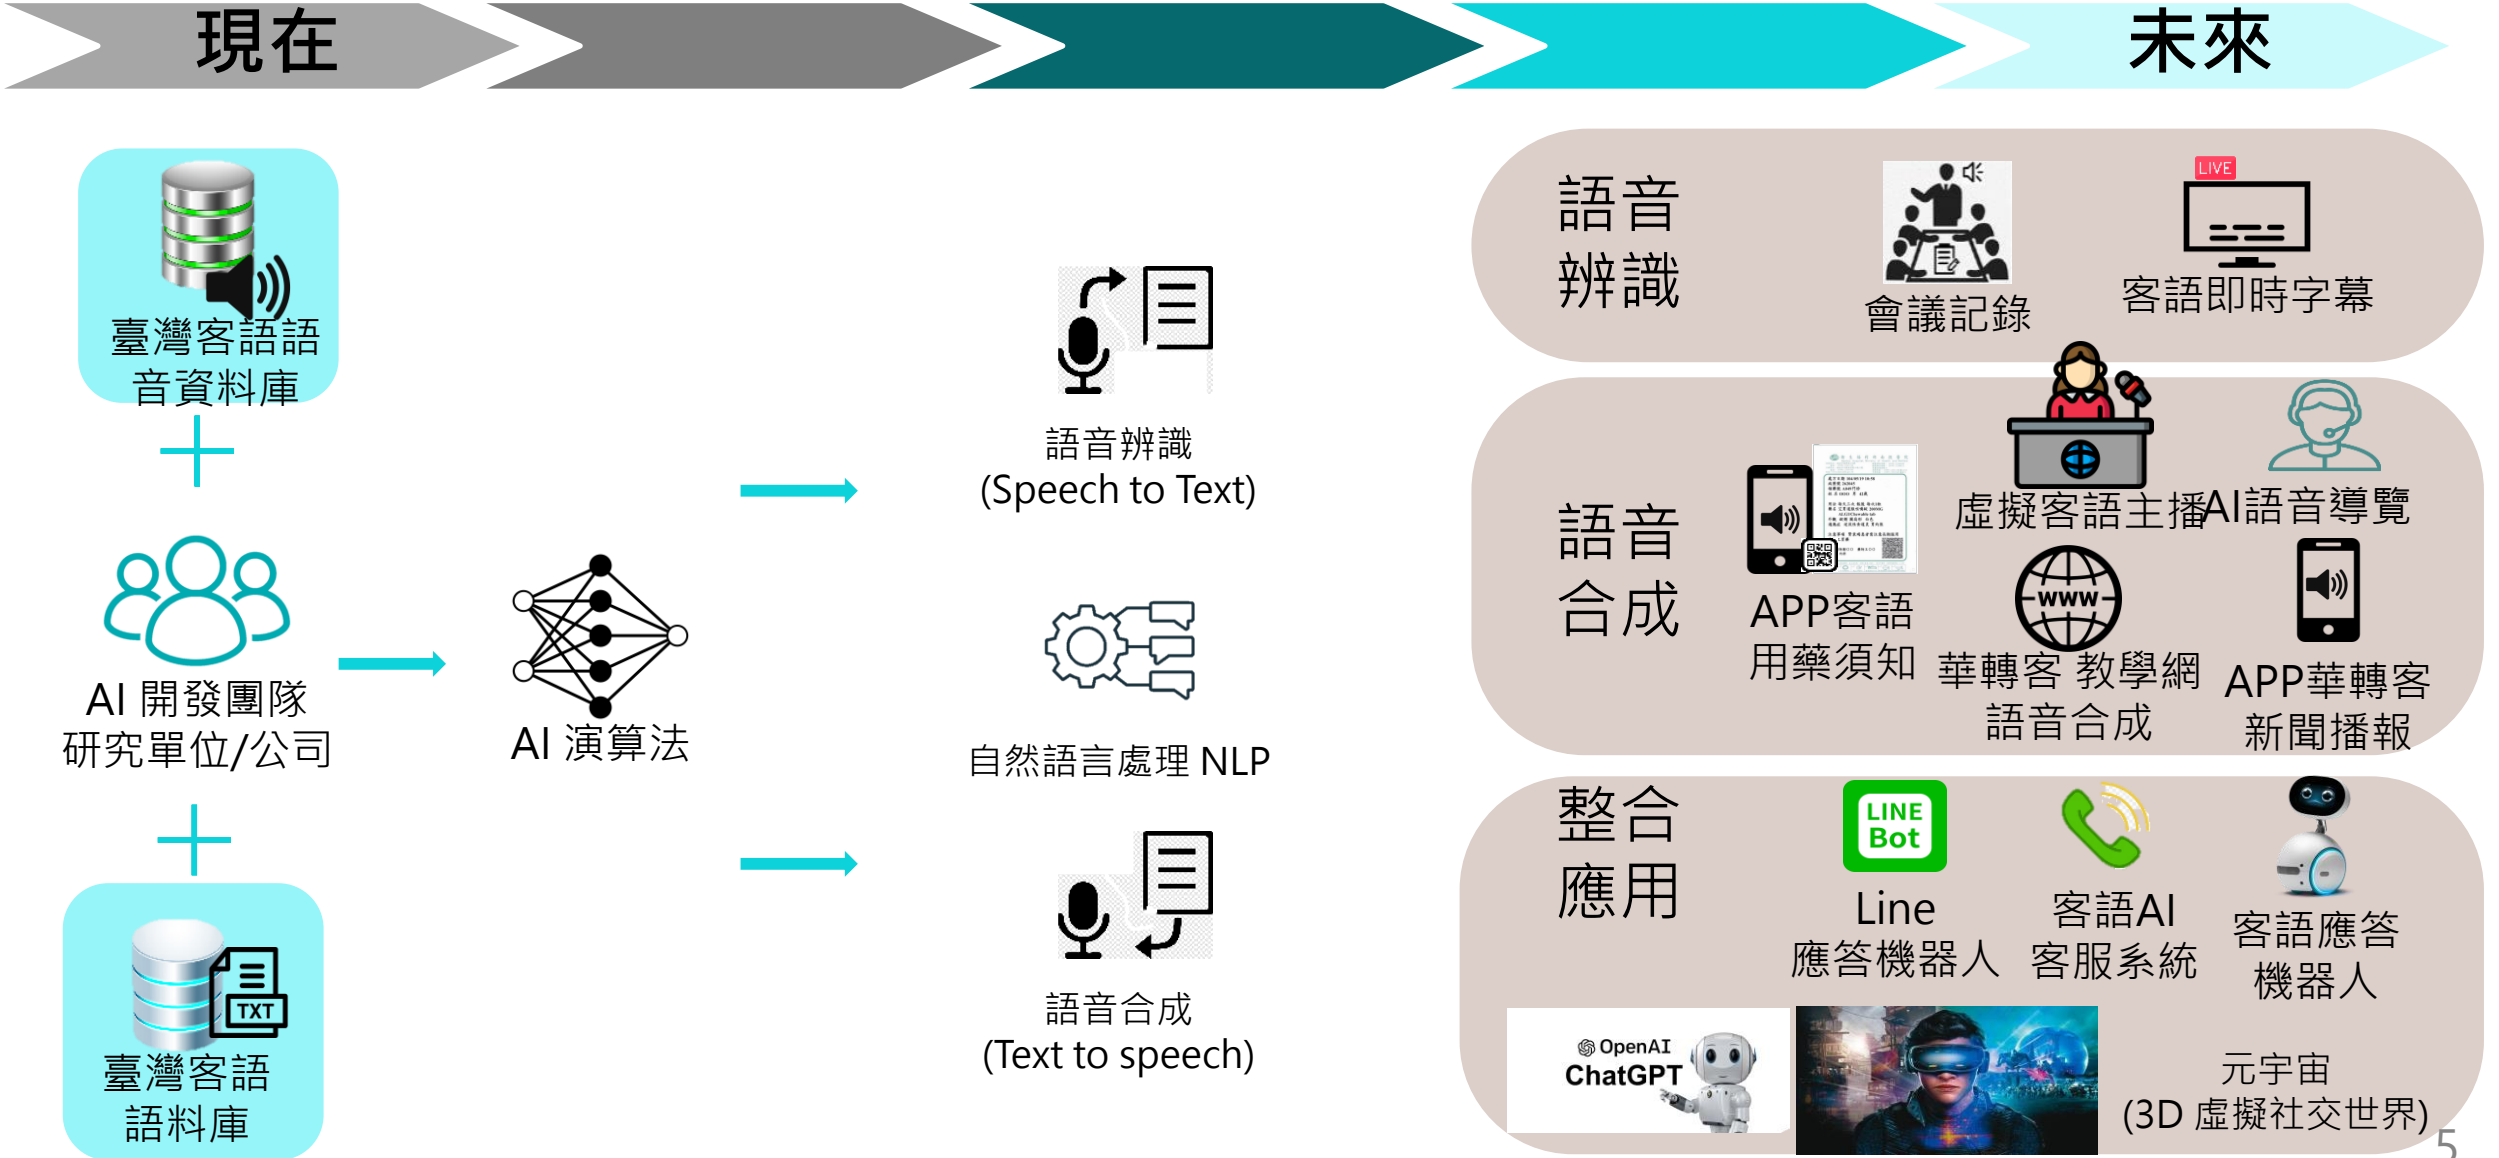 現在
未來
臺灣客語語
音資料庫
AI 開發團隊
研究單位/公司
TXT
臺灣客語
語料庫
AI 演算法
語音辨識
(Speech to Text)
自然語言處理 NLP
語音合成
(Text to speech)
語音
辨識
會議記錄
LIVE
客語即時字幕
語音
合成
APP客語
用藥須知
虛擬客語主播
AI語音導覽
WWW
華轉客 教學網
語音合成
APP華轉客
新聞播報
整合
應用
LINE
Bot
Line
應答機器人
客語AI
客服系統
客語應答
機器人
OpenAI
ChatGPT
元宇宙
(3D 虛擬社交世界)
5